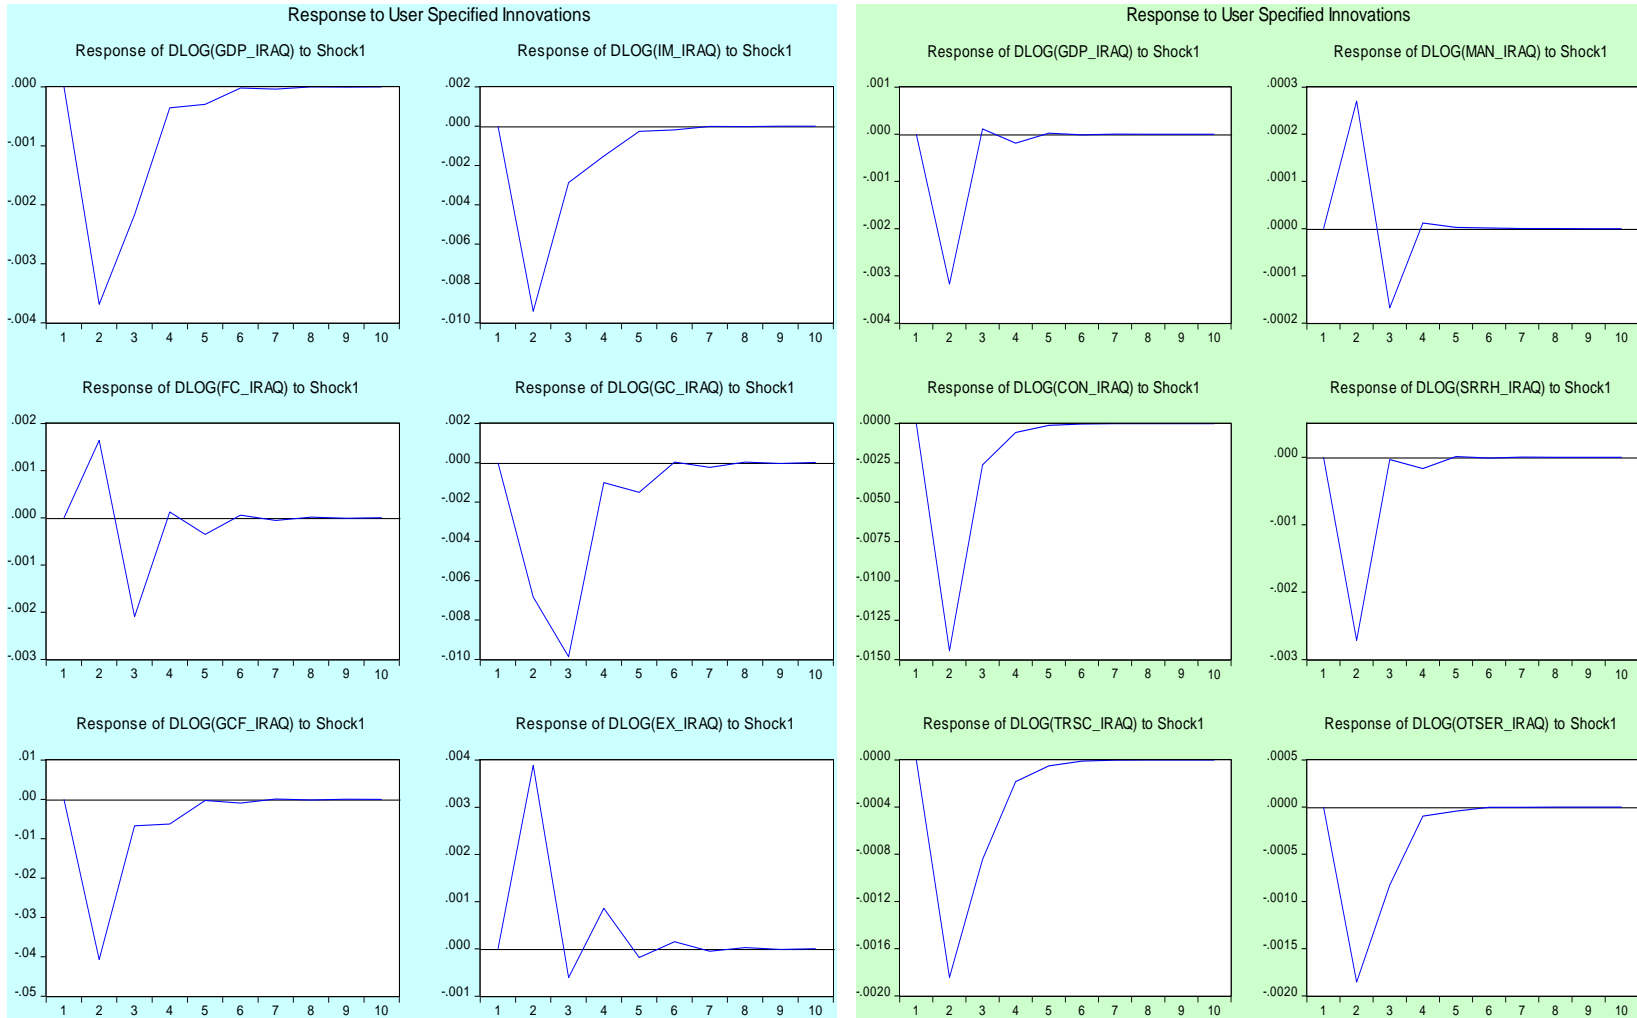 Response to User Specified Innovations
Response of DLOG(GDP_IRAQ) to Shock1
.000
-.001
-.002
-.003
-.004
1 2 3 4 5 6 7 8 9 10
Response of DLOG(IM_IRAQ) to Shock1
.002
.000
-.002
-.004
-.006
-.008
-.010
1 2 3 4 5 6 7 8 9 10
Response of DLOG(FC_IRAQ) to Shock1
.002
.001
.000
-.001
-.002
-.003
1 2 3 4 5 6 7 8 9 10
Response of DLOG(GC_IRAQ) to Shock1
.002
.000
-.002
-.004
-.006
-.008
-.010
1 2 3 4 5 6 7 8 9 10
Response of DLOG(GCF_IRAQ) to Shock1
.01
.00
-.01
-.02
-.03
-.04
-.05
1 2 3 4 5 6 7 8 9 10
Response of DLOG(EX_IRAQ) to Shock1
.004
.003
.002
.001
.000
-.001
1 2 3 4 5 6 7 8 9 10
Response to User Specified Innovations
Response of DLOG(GDP_IRAQ) to Shock1
.001
.000
-.001
-.002
-.003
-.004
1 2 3 4 5 6 7 8 9 10
Response of DLOG(MAN_IRAQ) to Shock1
.0003
.0002
.0001
.0000
-.0001
-.0002
1 2 3 4 5 6 7 8 9 10
Response of DLOG(CON_IRAQ) to Shock1
.0000
-.0025
-.0050
-.0075
-.0100
-.0125
-.0150
1 2 3 4 5 6 7 8 9 10
Response of DLOG(SRRH_IRAQ) to Shock1
.000
-.001
-.002
-.003
1 2 3 4 5 6 7 8 9 10
Response of DLOG(TRSC_IRAQ) to Shock1
.0000
-.0004
-.0008
-.0012
-.0016
-.0020
1 2 3 4 5 6 7 8 9 10
Response of DLOG(OTSER_IRAQ) to Shock1
.0005
.0000
-.0005
-.0010
-.0015
-.0020
1 2 3 4 5 6 7 8 9 10